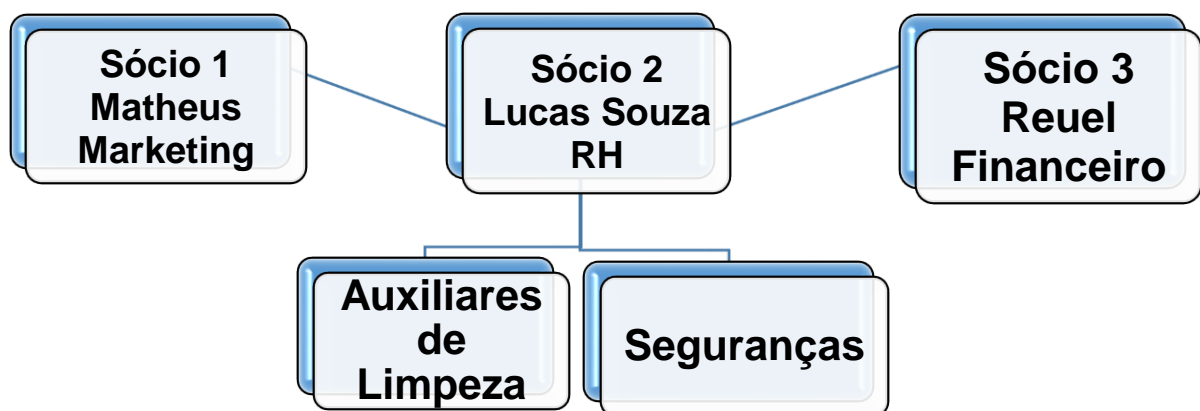 Sócio 1
Matheus
Marketing
Sócio 2
Lucas Souza
RH
Sócio 3
Reuel
Financeiro
Auxiliares
de
Limpeza
Seguranças